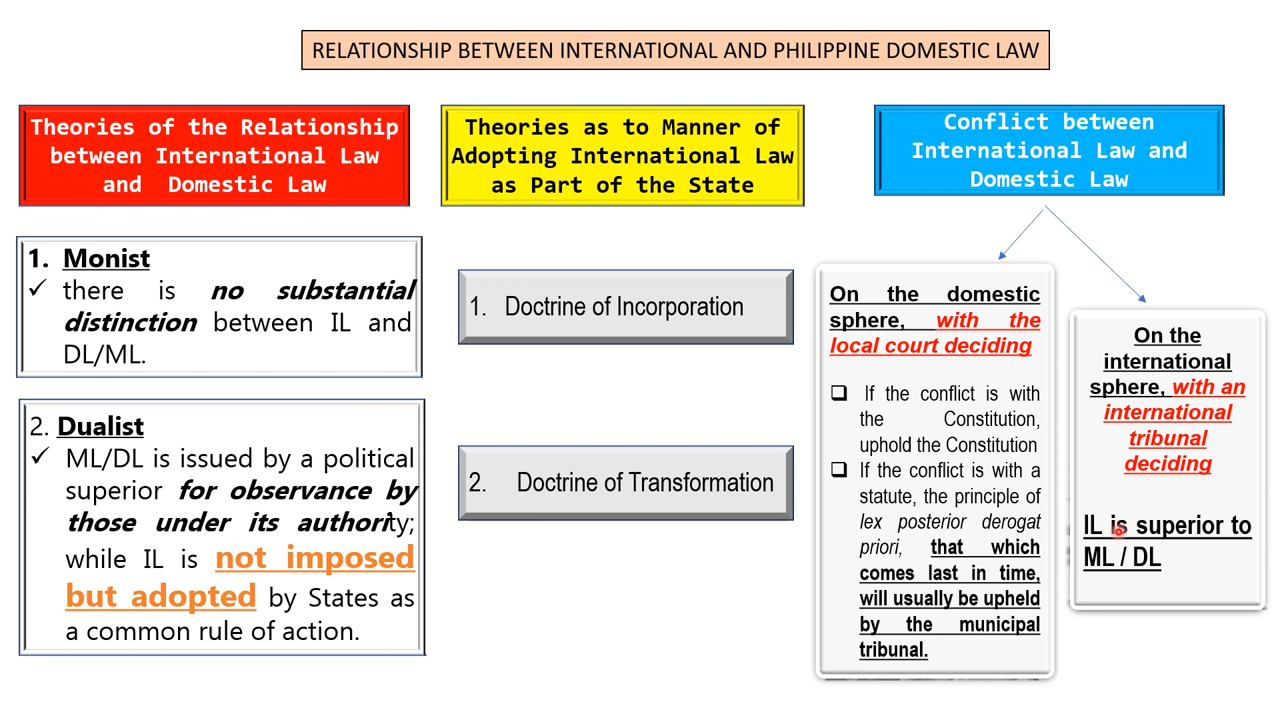 RELATIONSHIP BETWEEN INTERNATIONAL AND PHILIPPINE DOMESTIC LAW
Theories of the Relationship
between International Law
and Domestic Law
1. Monist
✓ there is no substantial
distinction between IL and
DL/ML.
2. Dualist
✓ ML/DL is issued by a political
superior for observance by
those under its authority;
while IL is not imposed
but adopted by States as
a common rule of action.
Theories as to Manner of
Adopting International Law
as Part of the State
1. Doctrine of Incorporation
2. Doctrine of Transformation
Conflict between
International Law and
Domestic Law
On the domestic
sphere, with the
local court deciding
❑ If the conflict is with
the Constitution,
uphold the Constitution
❑ If the conflict is with a
statute, the principle of
lex posterior derogat
priori, that which
comes last in time,
will usually be upheld
by the municipal
tribunal.
On the
international
sphere, with an
international
tribunal
deciding
IL is superior to
ML / DL